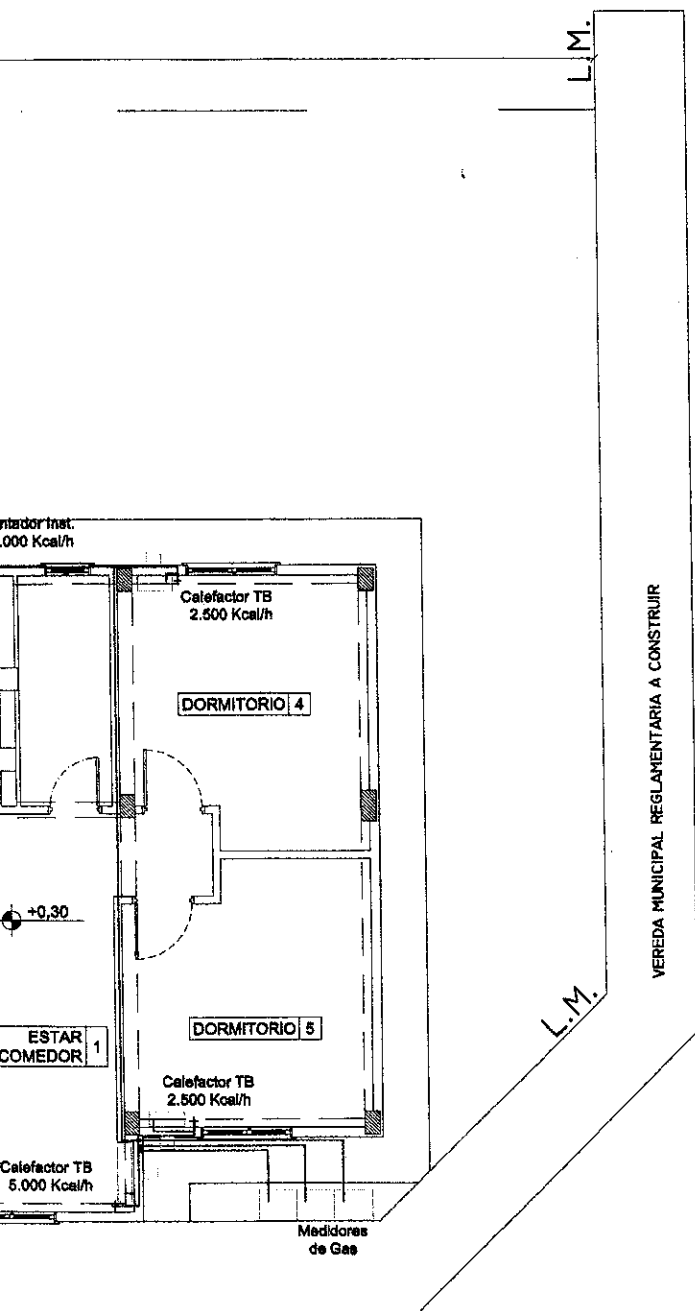 L.M.
Inst.
.000 Kcal/h
Calefactor TB
2.500 Kcal/h
DORMITORIO 4
VEREDA MUNICIPAL REGLAMENTARIA A CONSTRUIR
+0,30
L.M.
ESTAR
COMEDOR 1
DORMITORIO 5
Calefactor TB
2.500 Kcal/h
Calefactor TB
5.000 Kcal/h
Medidores
de Gas